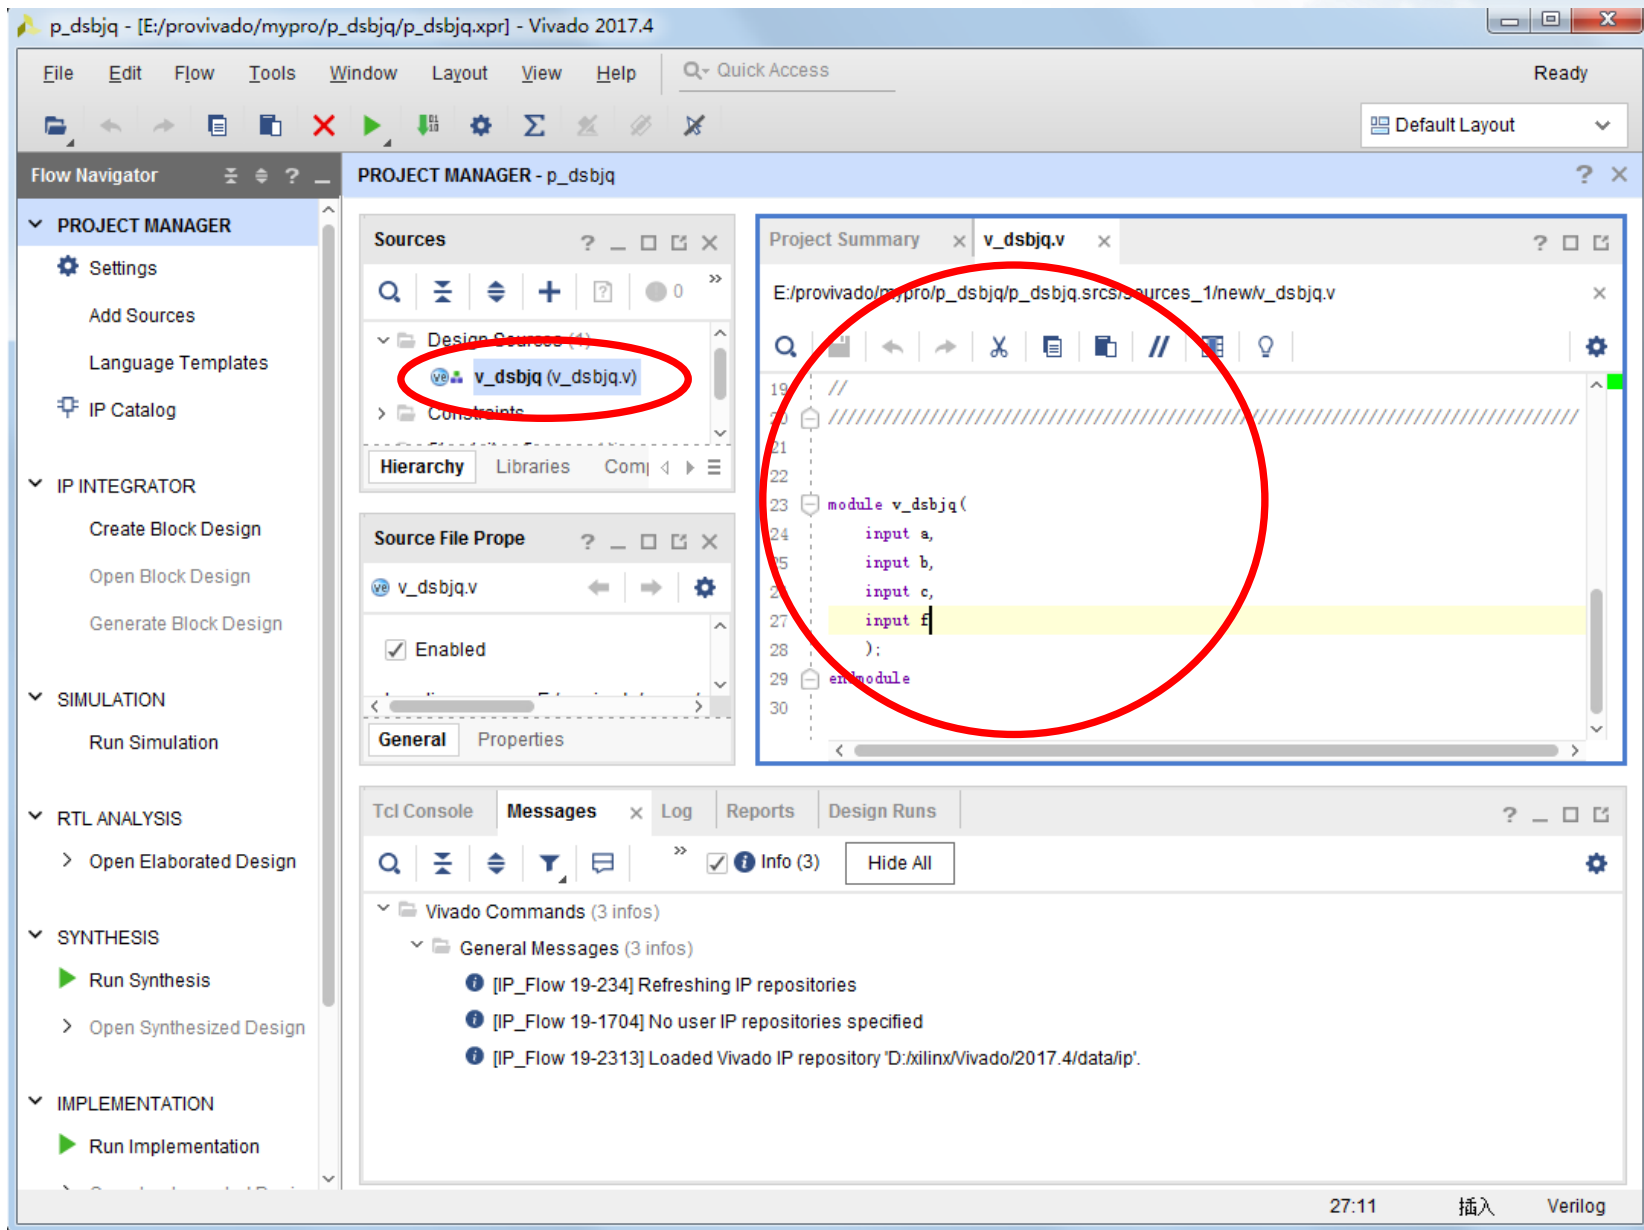 p_dsbjq - [E:/provivado/mypro/p_dsbjq/p_dsbjq.xpr] - Vivado 2017.4
File Edit Flow Tools Window Layout View Help Quick Access Ready
Default Layout
Flow Navigator
PROJECT MANAGER - p_dsbjq
PROJECT MANAGER
Settings
Add Sources
Language Templates
IP Catalog
IP INTEGRATOR
Create Block Design
Open Block Design
Generate Block Design
SIMULATION
Run Simulation
RTL ANALYSIS
Open Elaborated Design
SYNTHESIS
Run Synthesis
Open Synthesized Design
IMPLEMENTATION
Run Implementation
Sources
0
Design Sources (1)
v_dsbjq (v_dsbjq.v)
Constraints
Hierarchy Libraries
Source File Prope
v_dsbjq.v
Enabled
General Properties
Project Summary v_dsbjq.v
E:/provivado/mypro/p_dsbjq/p_dsbjq.srcs/sources_1/new/v_dsbjq.v
19 //
20 ////////////////////////////////////////////////////////////////////////////////
21
22
23 module v_dsbjq(
24 input a,
25 input b,
26 input c,
27 input f
28 );
29 endmodule
30
Tcl Console Messages Log Reports Design Runs
Info (3) Hide All
Vivado Commands (3 infos)
General Messages (3 infos)
[IP_Flow 19-234] Refreshing IP repositories
[IP_Flow 19-1704] No user IP repositories specified
[IP_Flow 19-2313] Loaded Vivado IP repository 'D:/xilinx/Vivado/2017.4/data/ip'.
27:11 插入 Verilog